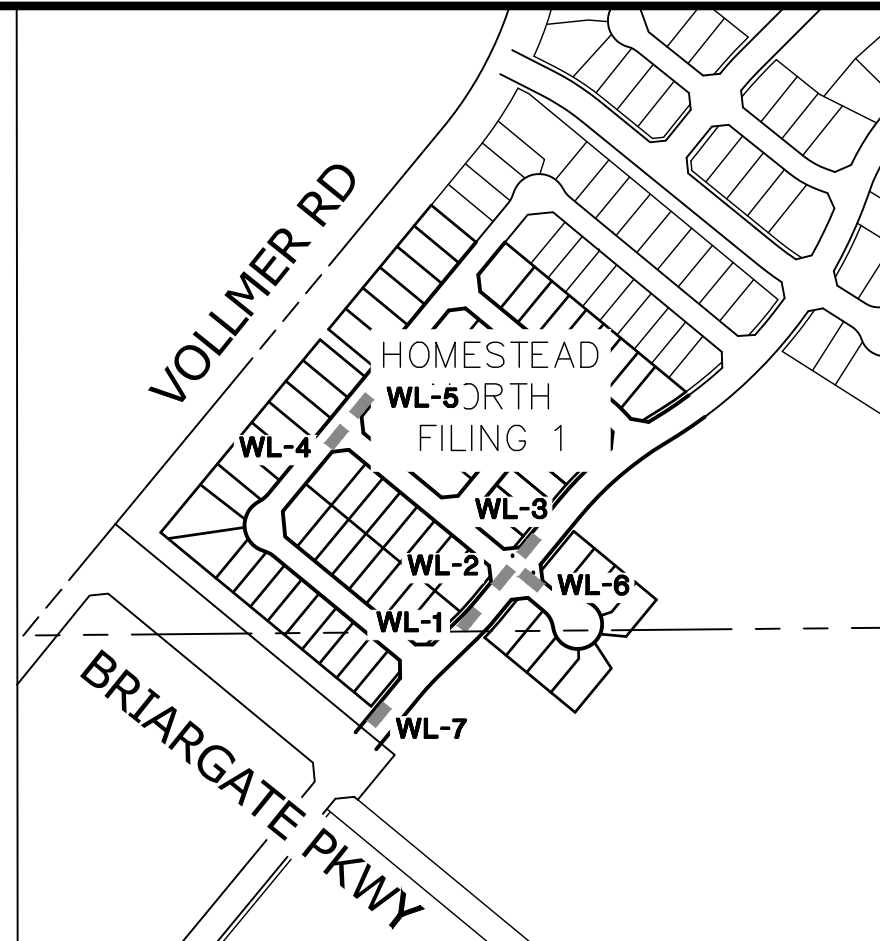 VOLLMER RD
HOMESTEAD
WL-5
ORTH
WL-4
FILING 1
WL-3
WL-2
WL-6
WL-1
WL-7
BRIARGATE PKWY